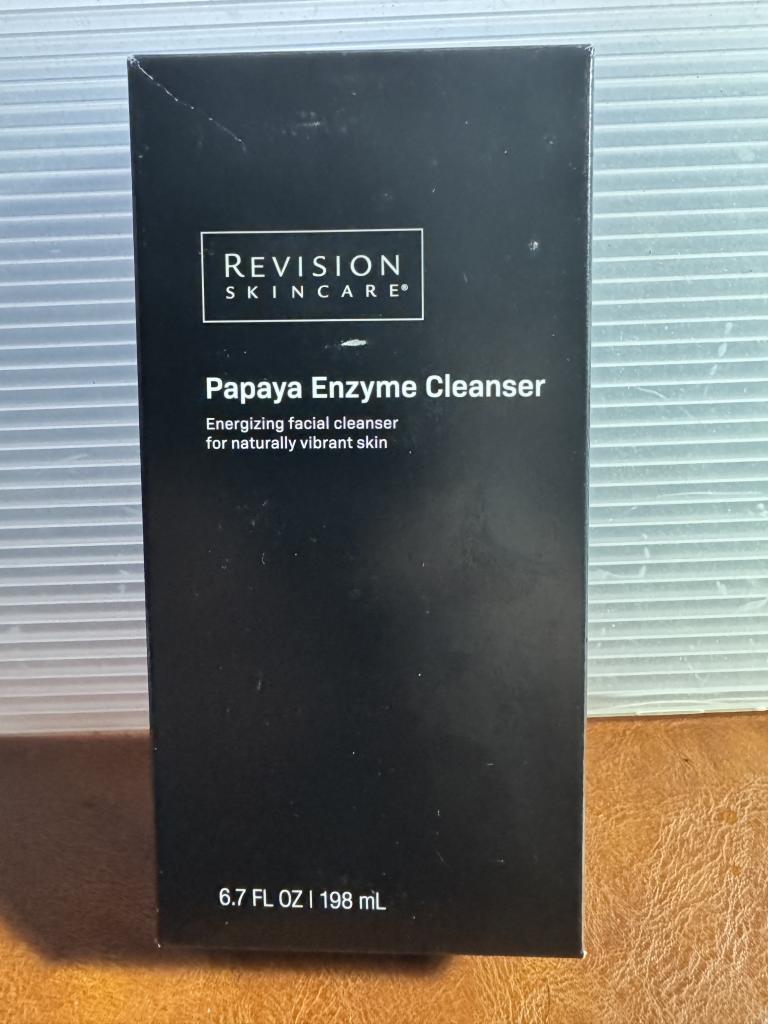 REVISION
SKINCARE®
Papaya Enzyme Cleanser
Energizing facial cleanser
for naturally vibrant skin
6.7 FL OZ | 198 mL